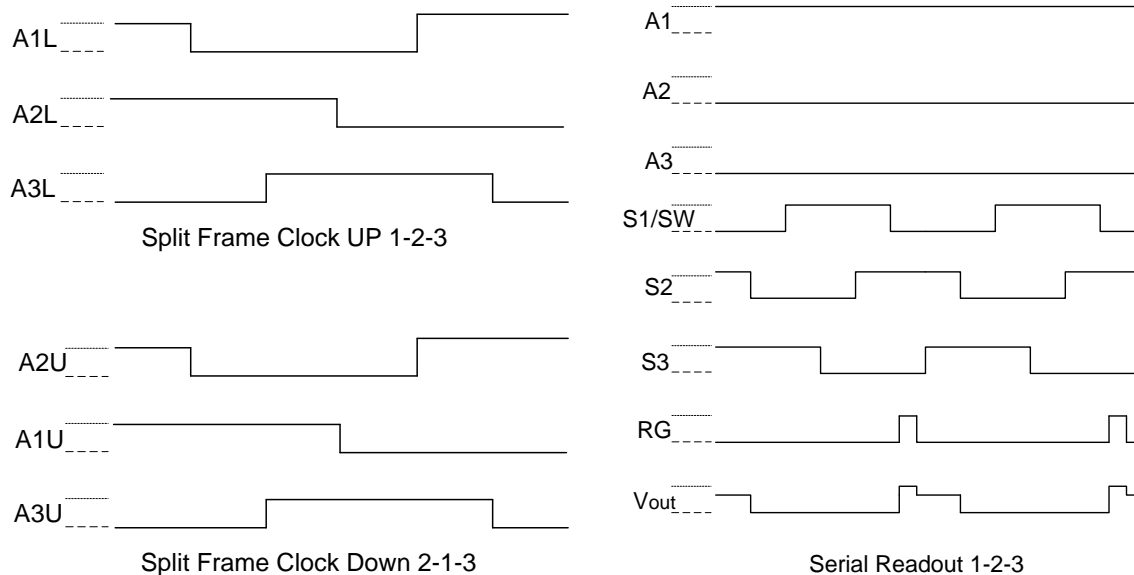 A1L
A2L
A3L
Split Frame Clock UP 1-2-3
A2U
A1U
A3U
Split Frame Clock Down 2-1-3
A1
A2
A3
S1/SW
S2
S3
RG
Vout
Serial Readout 1-2-3